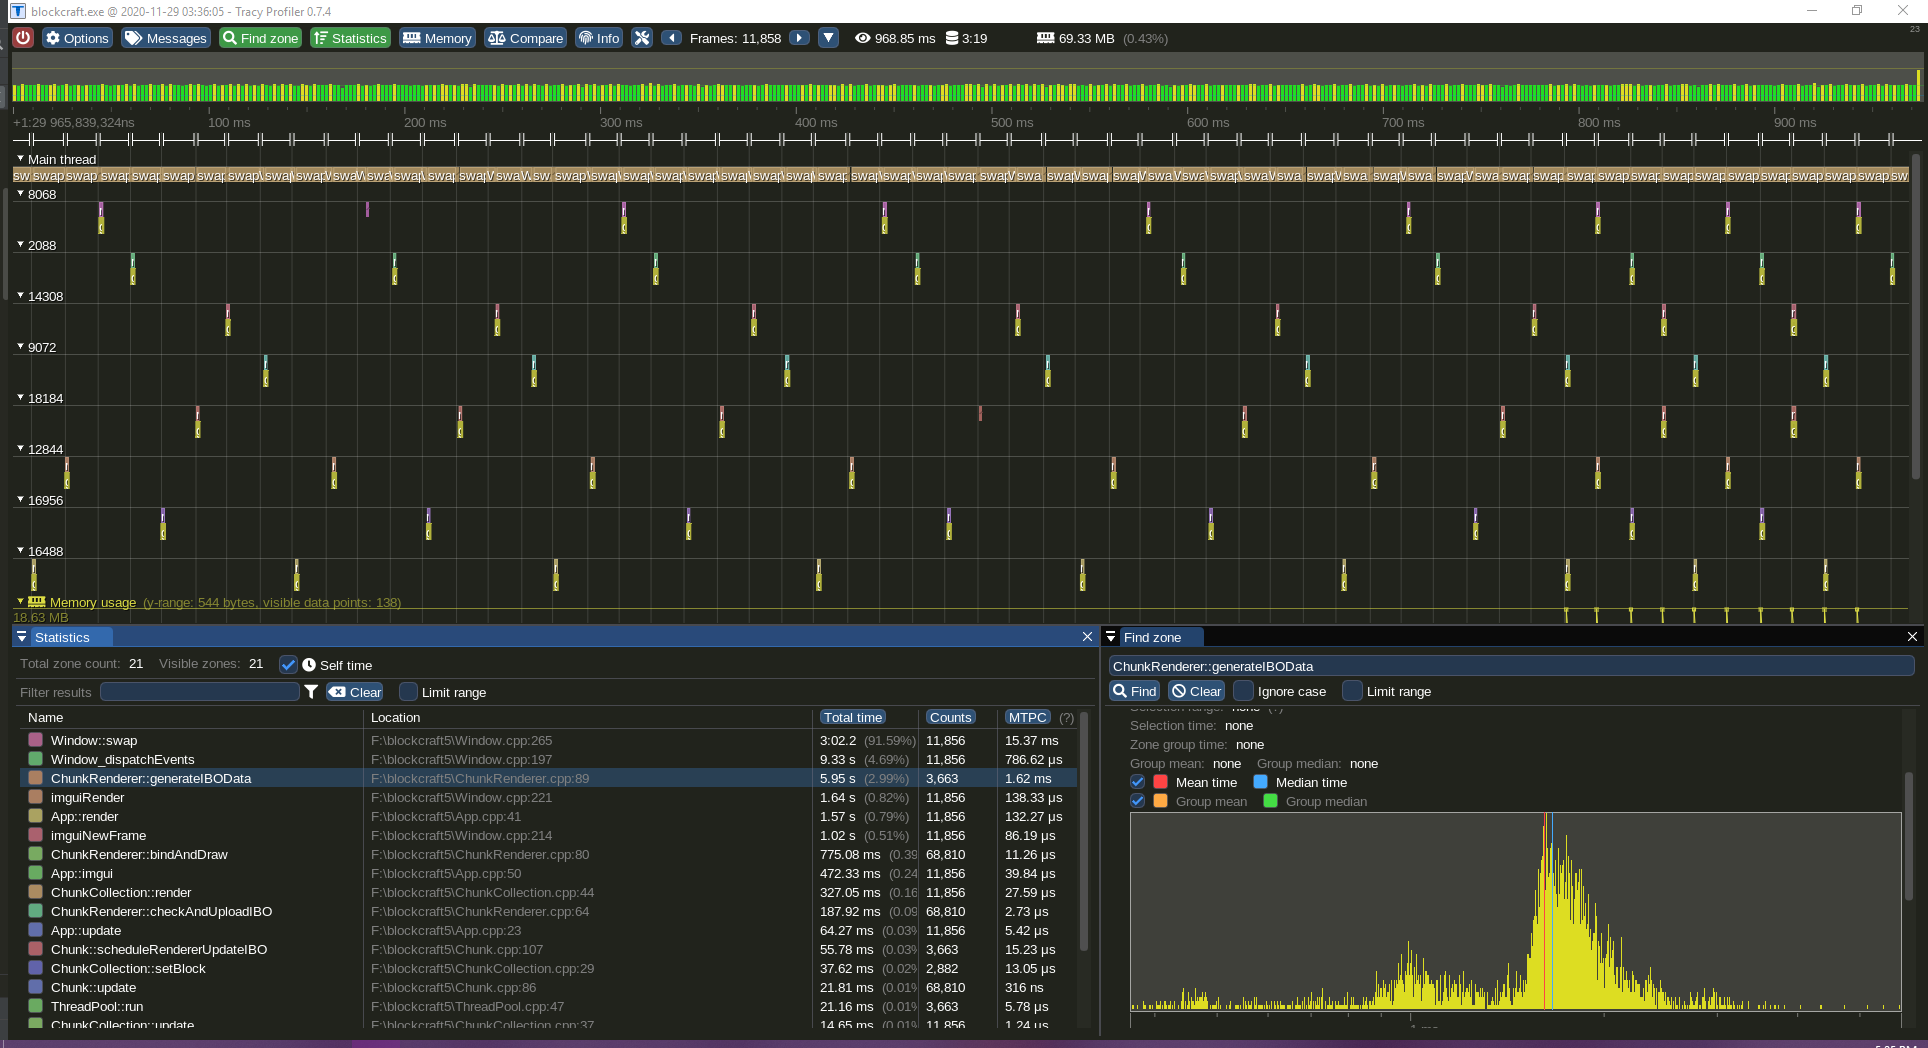 blockcraft.exe @ 2020-11-29 03:36:05 - Tracy Profiler 0.7.4
Options Messages Find zone Statistics Memory Compare Info Frames: 11,858 968.85 ms 3:19 69.33 MB (0.43%) 23
+1:29 965,839,324ns 100 ms 200 ms 300 ms 400 ms 500 ms 600 ms 700 ms 800 ms 900 ms
Main thread
8068
2088
14308
9072
18184
12844
16956
16488
Memory usage (y-range: 544 bytes, visible data points: 138)
18.63 MB
Statistics
Total zone count: 21 Visible zones: 21 Self time
Filter results Clear Limit range
Name Location Total time Counts MTPC (?)
Window::swap F:\blockcraft5\Window.cpp:265 3:02.2 (91.59%) 11,856 15.37 ms
Window_dispatchEvents F:\blockcraft5\Window.cpp:197 9.33 s (4.69%) 11,856 786.62 μs
ChunkRenderer::generateIBOData F:\blockcraft5\ChunkRenderer.cpp:89 5.95 s (2.99%) 3,663 1.62 ms
imguiRender F:\blockcraft5\Window.cpp:221 1.64 s (0.82%) 11,856 138.33 μs
App::render F:\blockcraft5\App.cpp:41 1.57 s (0.79%) 11,856 132.27 μs
imguiNewFrame F:\blockcraft5\Window.cpp:214 1.02 s (0.51%) 11,856 86.19 μs
ChunkRenderer::bindAndDraw F:\blockcraft5\ChunkRenderer.cpp:80 775.08 ms (0.39 68,810 11.26 μs
App::imgui F:\blockcraft5\App.cpp:50 472.33 ms (0.24 11,856 39.84 μs
ChunkCollection::render F:\blockcraft5\ChunkCollection.cpp:44 327.05 ms (0.16 11,856 27.59 μs
ChunkRenderer::checkAndUploadIBO F:\blockcraft5\ChunkRenderer.cpp:64 187.92 ms (0.09 68,810 2.73 μs
App::update F:\blockcraft5\App.cpp:23 64.27 ms (0.03% 11,856 5.42 μs
Chunk::scheduleRendererUpdateIBO F:\blockcraft5\Chunk.cpp:107 55.78 ms (0.03% 3,663 15.23 μs
ChunkCollection::setBlock F:\blockcraft5\ChunkCollection.cpp:29 37.62 ms (0.02% 2,882 13.05 μs
Chunk::update F:\blockcraft5\Chunk.cpp:86 21.81 ms (0.01% 68,810 316 ns
ThreadPool::run F:\blockcraft5\ThreadPool.cpp:47 21.16 ms (0.01% 3,663 5.78 μs
ChunkCollection::update F:\blockcraft5\ChunkCollection.cpp:37 14.65 ms (0.01% 11,856 1.24 μs
Find zone
ChunkRenderer::generateIBOData
Find Clear Ignore case Limit range
Selection range: none (?)
Selection time: none
Zone group time: none
Group mean: none Group median: none
Mean time Median time
Group mean Group median
1 ms